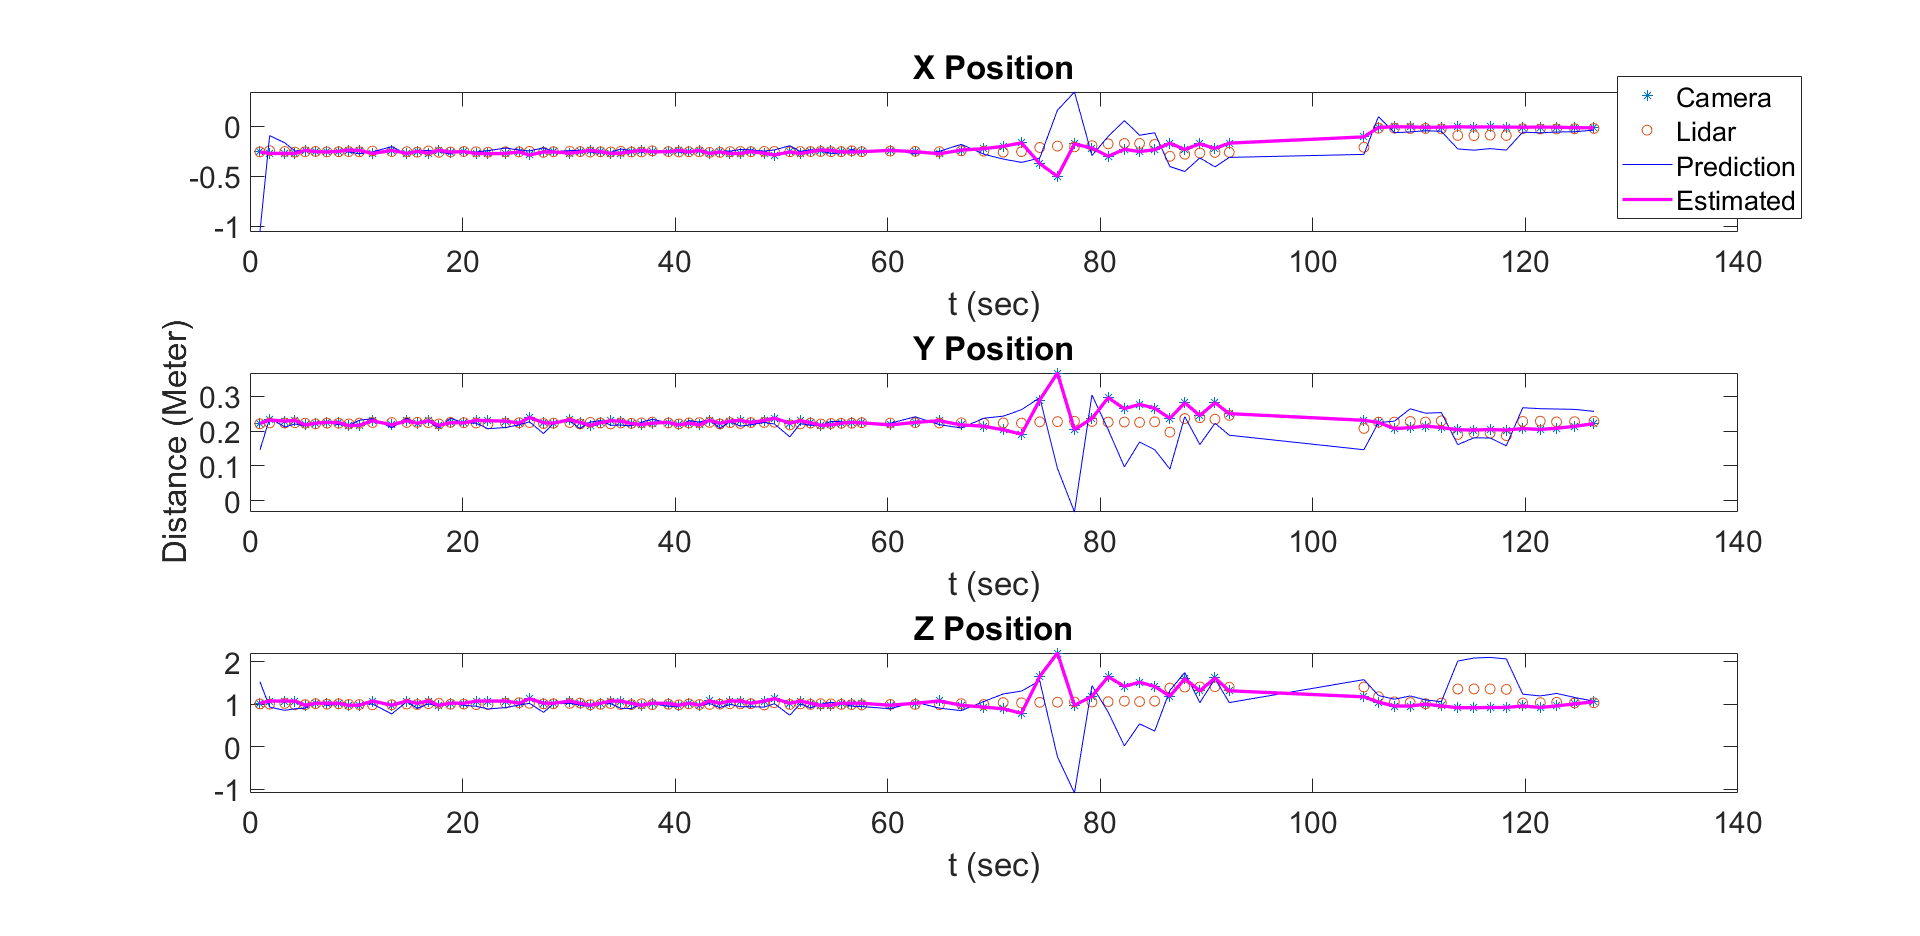 X Position
0
-0.5
-1
0 20 40 60 80 100 120 140
t (sec)
Camera
Lidar
Prediction
Estimated
Y Position
Distance (Meter)
0.3
0.2
0.1
0
0 20 40 60 80 100 120 140
t (sec)
Z Position
2
1
0
-1
0 20 40 60 80 100 120 140
t (sec)